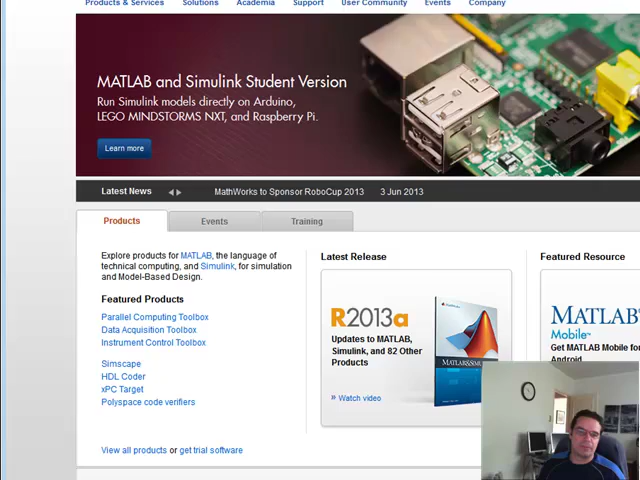 Products & Services Solutions Academia Support User Community Events Company
MATLAB and Simulink Student Version
Run Simulink models directly on Arduino,
LEGO MINDSTORMS NXT, and Raspberry Pi.
Learn more
Latest News MathWorks to Sponsor RoboCup 2013 3 Jun 2013
Products Events Training
Explore products for MATLAB, the language of
technical computing, and Simulink, for simulation
and Model-Based Design.
Featured Products
Parallel Computing Toolbox
Data Acquisition Toolbox
Instrument Control Toolbox
Simscape
HDL Coder
xPC Target
Polyspace code verifiers
View all products or get trial software
Latest Release
R2013a
Updates to MATLAB,
Simulink, and 82 Other
Products
» Watch video
MATLAB&SIMU
Featured Resource
MATLAB
Mobile™
Get MATLAB Mobile for
Android